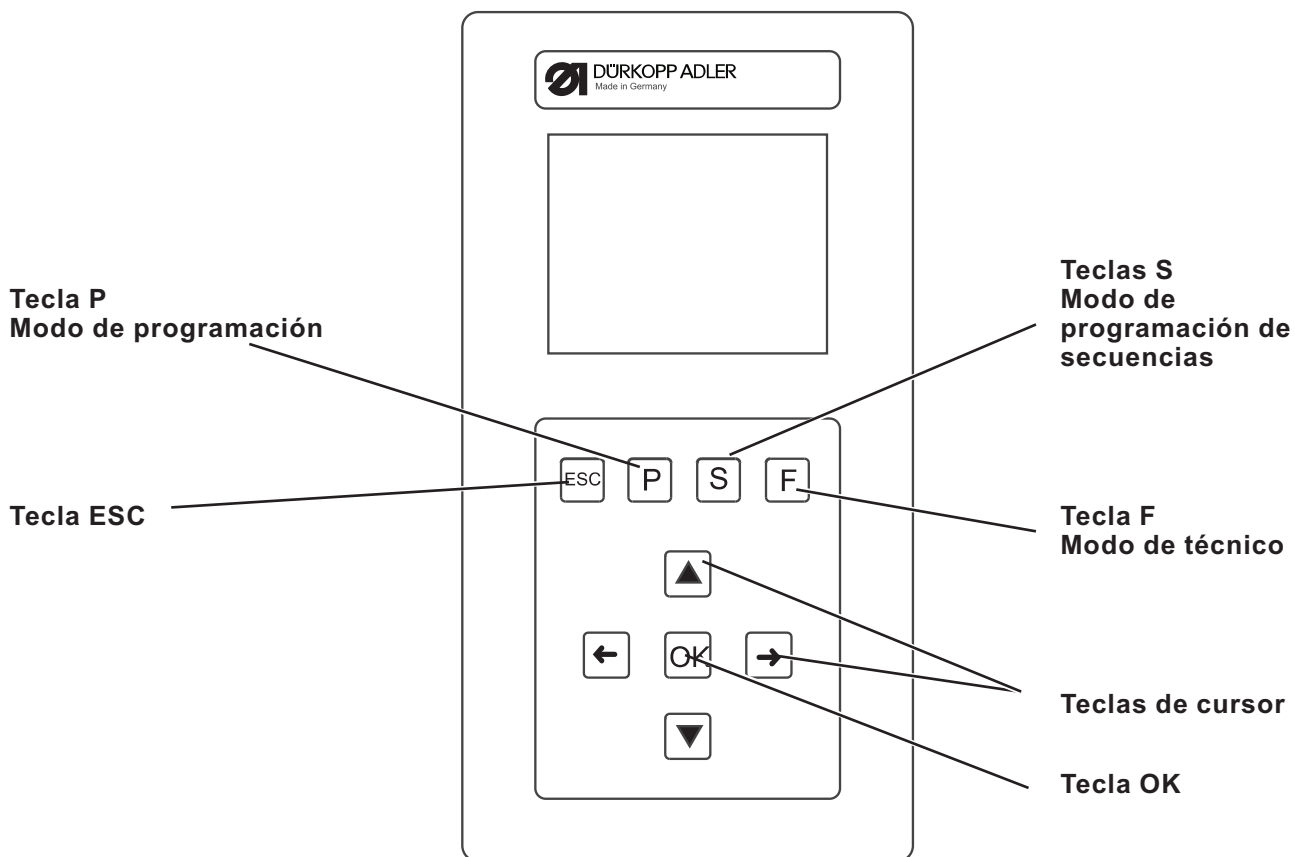 DÜRKOPP ADLER
Made in Germany
Tecla P
Modo de programación
Teclas S
Modo de
programación de
secuencias
ESC
P
S
F
Tecla ESC
Tecla F
Modo de técnico
OK
Teclas de cursor
Tecla OK